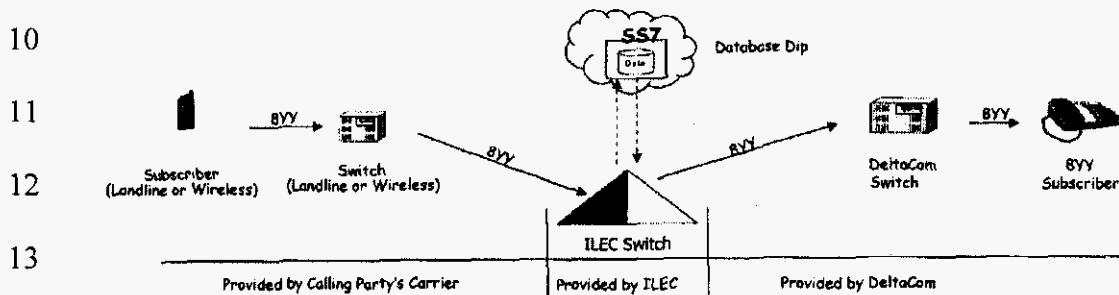 10
SS7
Data
Database Dip
11
8YY
8YY
8YY
8YY
Subscriber
(Landline or Wireless)
Switch
(Landline or Wireless)
DeltaCom
Switch
8YY
Subscriber
12
ILEC Switch
13
Provided by Calling Party's Carrier
Provided by ILEC
Provided by DeltaCom